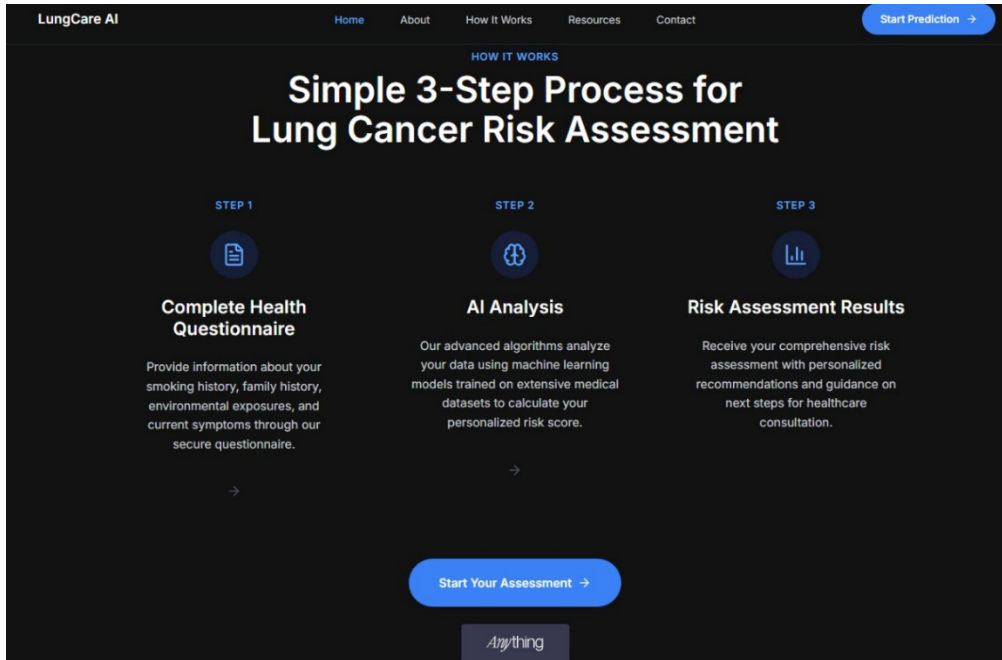 LungCare AI
Home
About
How It Works
Resources
Contact
Start Prediction →
HOW IT WORKS
Simple 3-Step Process for
Lung Cancer Risk Assessment
STEP 1
Complete Health
Questionnaire
Provide information about your
smoking history, family history,
environmental exposures, and
current symptoms through our
secure questionnaire.
→
STEP 2
AI Analysis
Our advanced algorithms analyze
your data using machine learning
models trained on extensive medical
datasets to calculate your
personalized risk score.
→
STEP 3
Risk Assessment Results
Receive your comprehensive risk
assessment with personalized
recommendations and guidance on
next steps for healthcare
consultation.
Start Your Assessment →
Anything